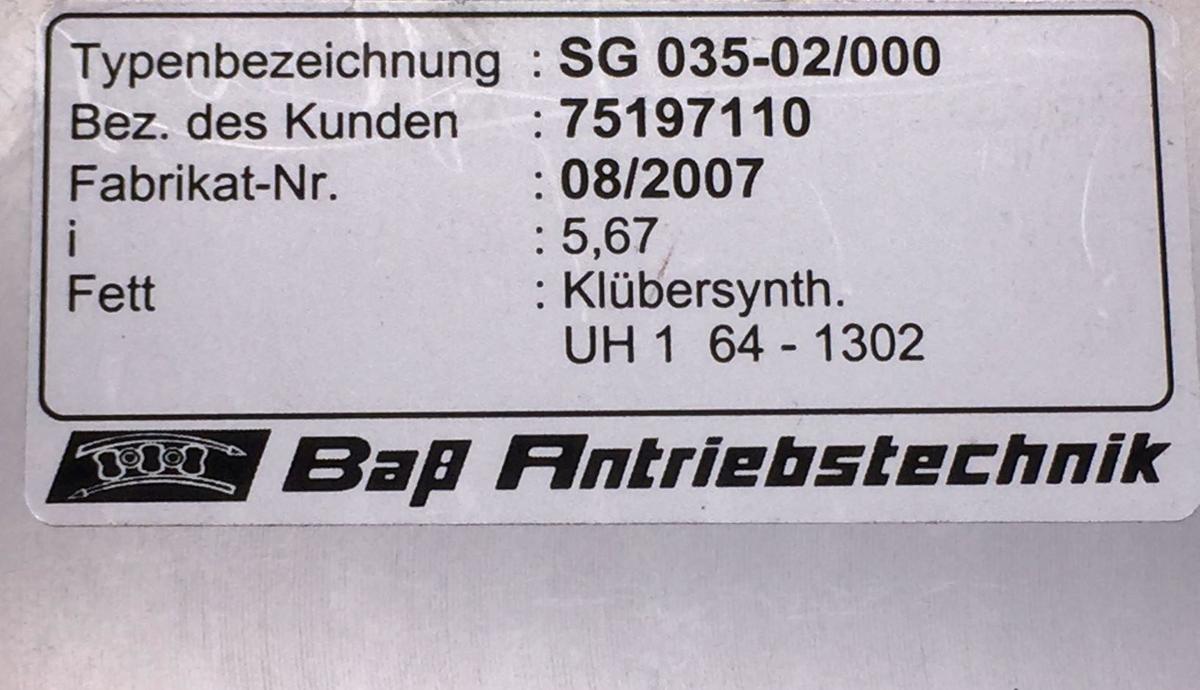 Typenbezeichnung : SG 035-02/000
Bez. des Kunden : 75197110
Fabrikat-Nr. : 08/2007
i : 5,67
Fett : Klübersynth.
UH 1 64 - 1302
Baß Antriebstechnik